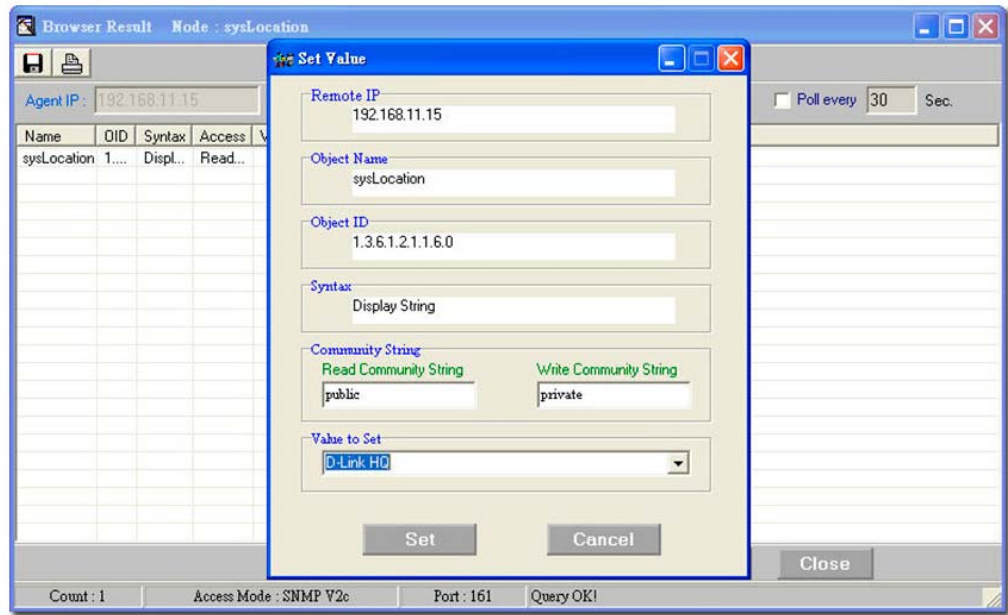 Browser Result Node : sysLocation
Set Value
Agent IP : 192.168.11.15
Poll every 30 Sec.
Name OID Syntax Access V
sysLocation 1.... Displ... Read...
Remote IP
192.168.11.15
Object Name
sysLocation
Object ID
1.3.6.1.2.1.1.6.0
Syntax
Display String
Community String
Read Community String Write Community String
public private
Value to Set
D-Link HQ
Set Cancel
Close
Count : 1 Access Mode : SNMP V2c Port : 161 Query OK!